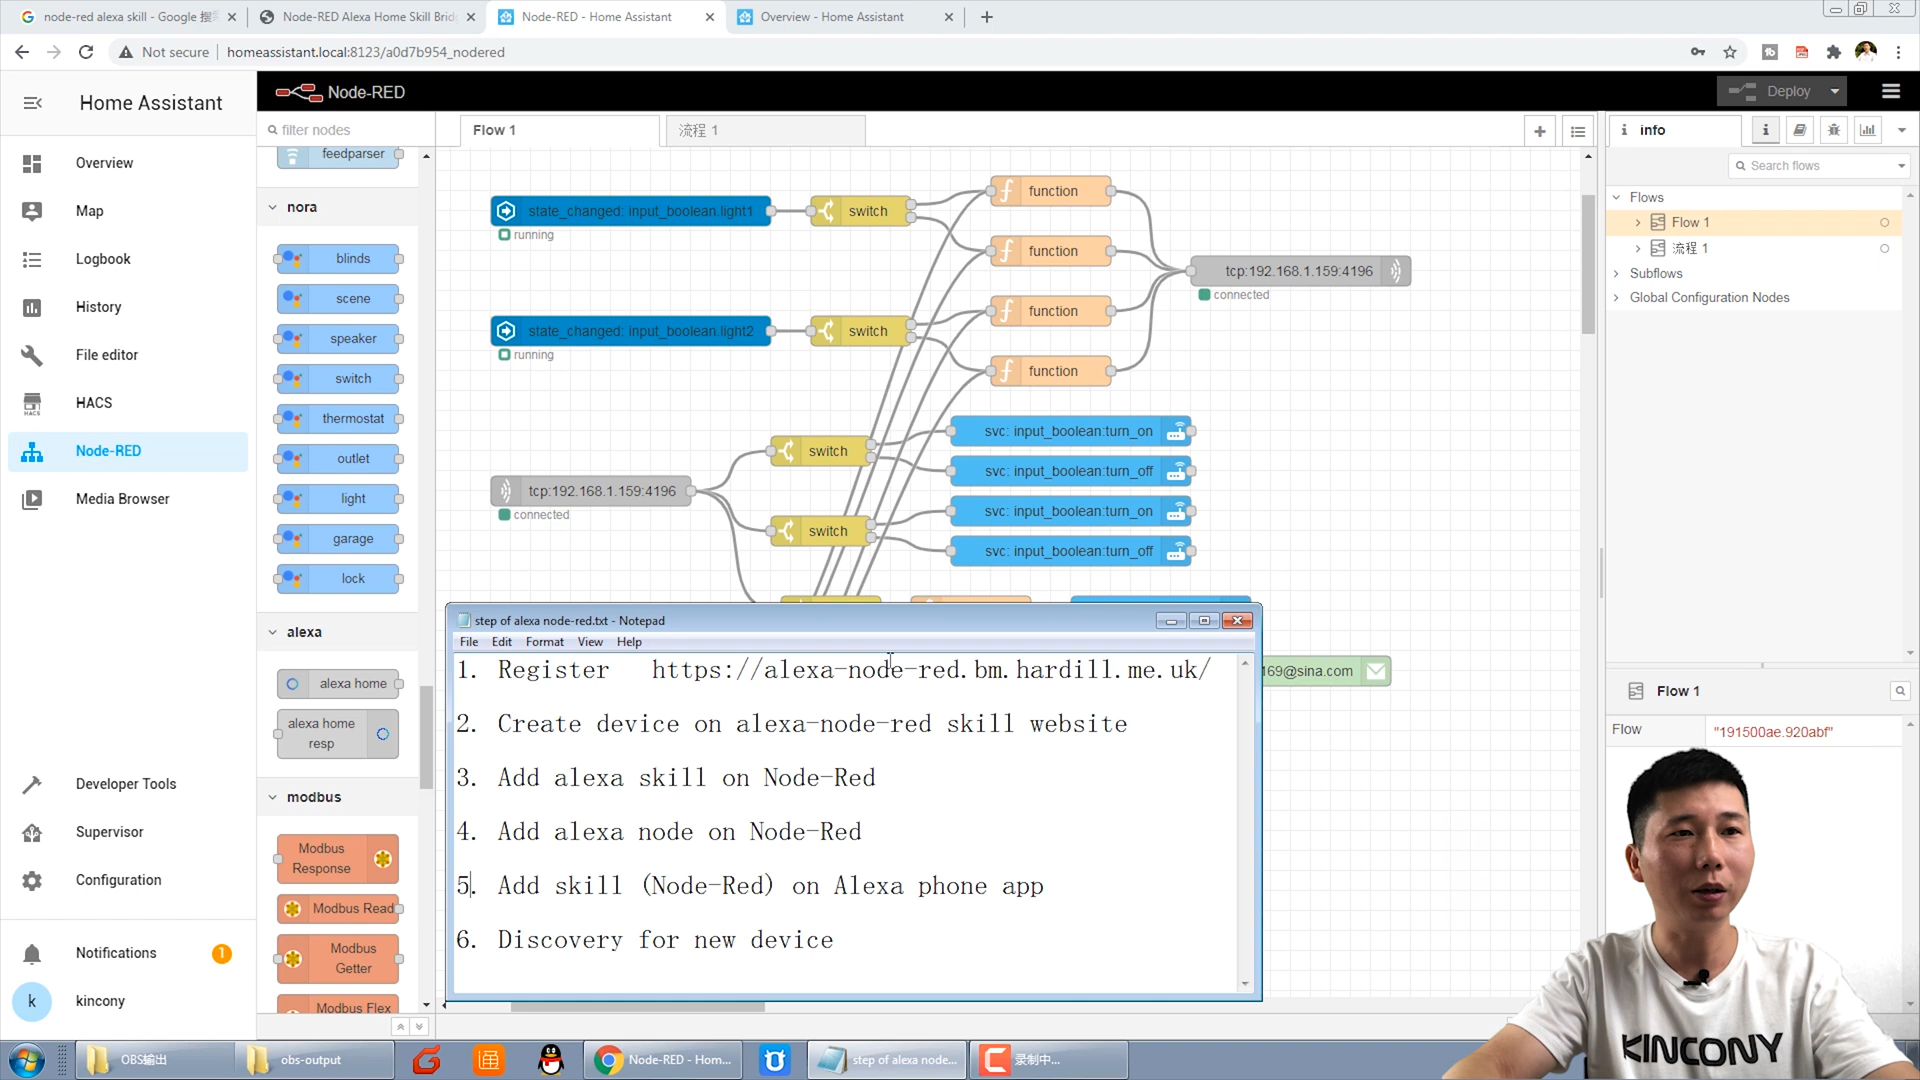 node-red alexa skill - Google 搜
Node-RED Alexa Home Skill Brid
Node-RED - Home Assistant
Overview - Home Assistant
Not secure
homeassistant.local:8123/a0d7b954_nodered
Home Assistant
Node-RED
Deploy
filter nodes
Flow 1
流程 1
info
Search flows
Overview
Map
Logbook
History
File editor
HACS
Node-RED
Media Browser
Developer Tools
Supervisor
Configuration
Notifications
1
k
kincony
feedparser
nora
blinds
scene
speaker
switch
thermostat
outlet
light
garage
lock
alexa
alexa home
alexa home
resp
modbus
Modbus
Response
Modbus Read
Modbus
Getter
Modbus Flex
state_changed: input_boolean.light1
running
switch
function
function
tcp:192.168.1.159:4196
connected
state_changed: input_boolean.light2
running
switch
function
function
switch
svc: input_boolean:turn_on
svc: input_boolean:turn_off
tcp:192.168.1.159:4196
connected
switch
svc: input_boolean:turn_on
svc: input_boolean:turn_off
169@sina.com
Flows
Flow 1
流程 1
Subflows
Global Configuration Nodes
Flow 1
Flow
"191500ae.920abf"
step of alexa node-red.txt - Notepad
File Edit Format View Help
1. Register https://alexa-node-red.bm.hardill.me.uk/
2. Create device on alexa-node-red skill website
3. Add alexa skill on Node-Red
4. Add alexa node on Node-Red
5. Add skill (Node-Red) on Alexa phone app
6. Discovery for new device
KINCONY
OBS输出
obs-output
Node-RED - Hom...
step of alexa node...
录制中...